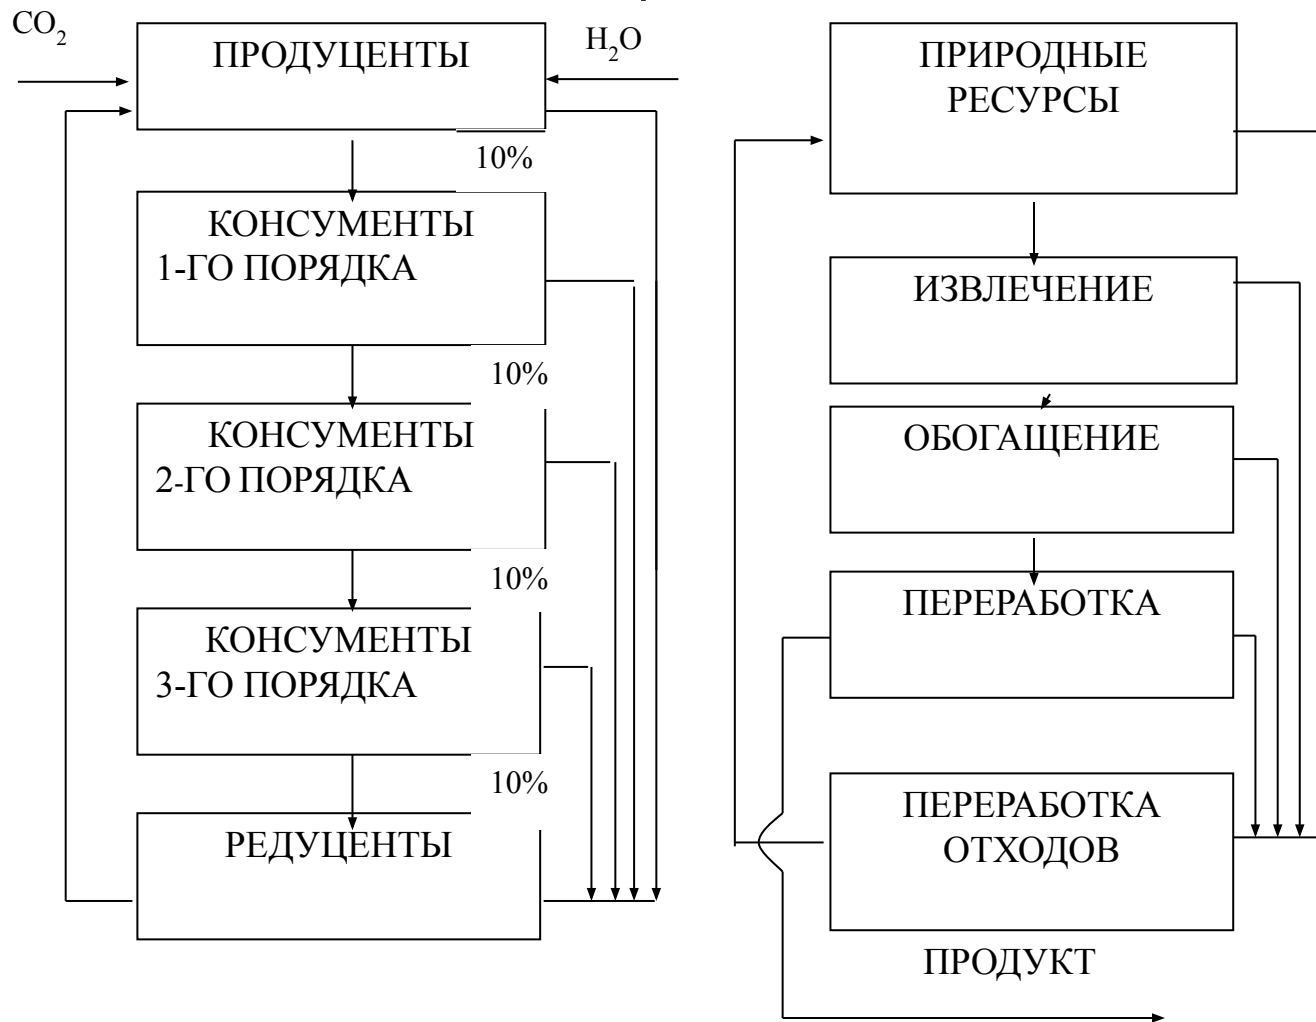 CO₂
ПРОДУЦЕНТЫ
H₂O
10%
КОНСУМЕНТЫ
1-ГО ПОРЯДКА
10%
КОНСУМЕНТЫ
2-ГО ПОРЯДКА
10%
КОНСУМЕНТЫ
3-ГО ПОРЯДКА
10%
РЕДУЦЕНТЫ
ПРИРОДНЫЕ
РЕСУРСЫ
ИЗВЛЕЧЕНИЕ
ОБОГАЩЕНИЕ
ПЕРЕРАБОТКА
ПЕРЕРАБОТКА
ОТХОДОВ
ПРОДУКТ